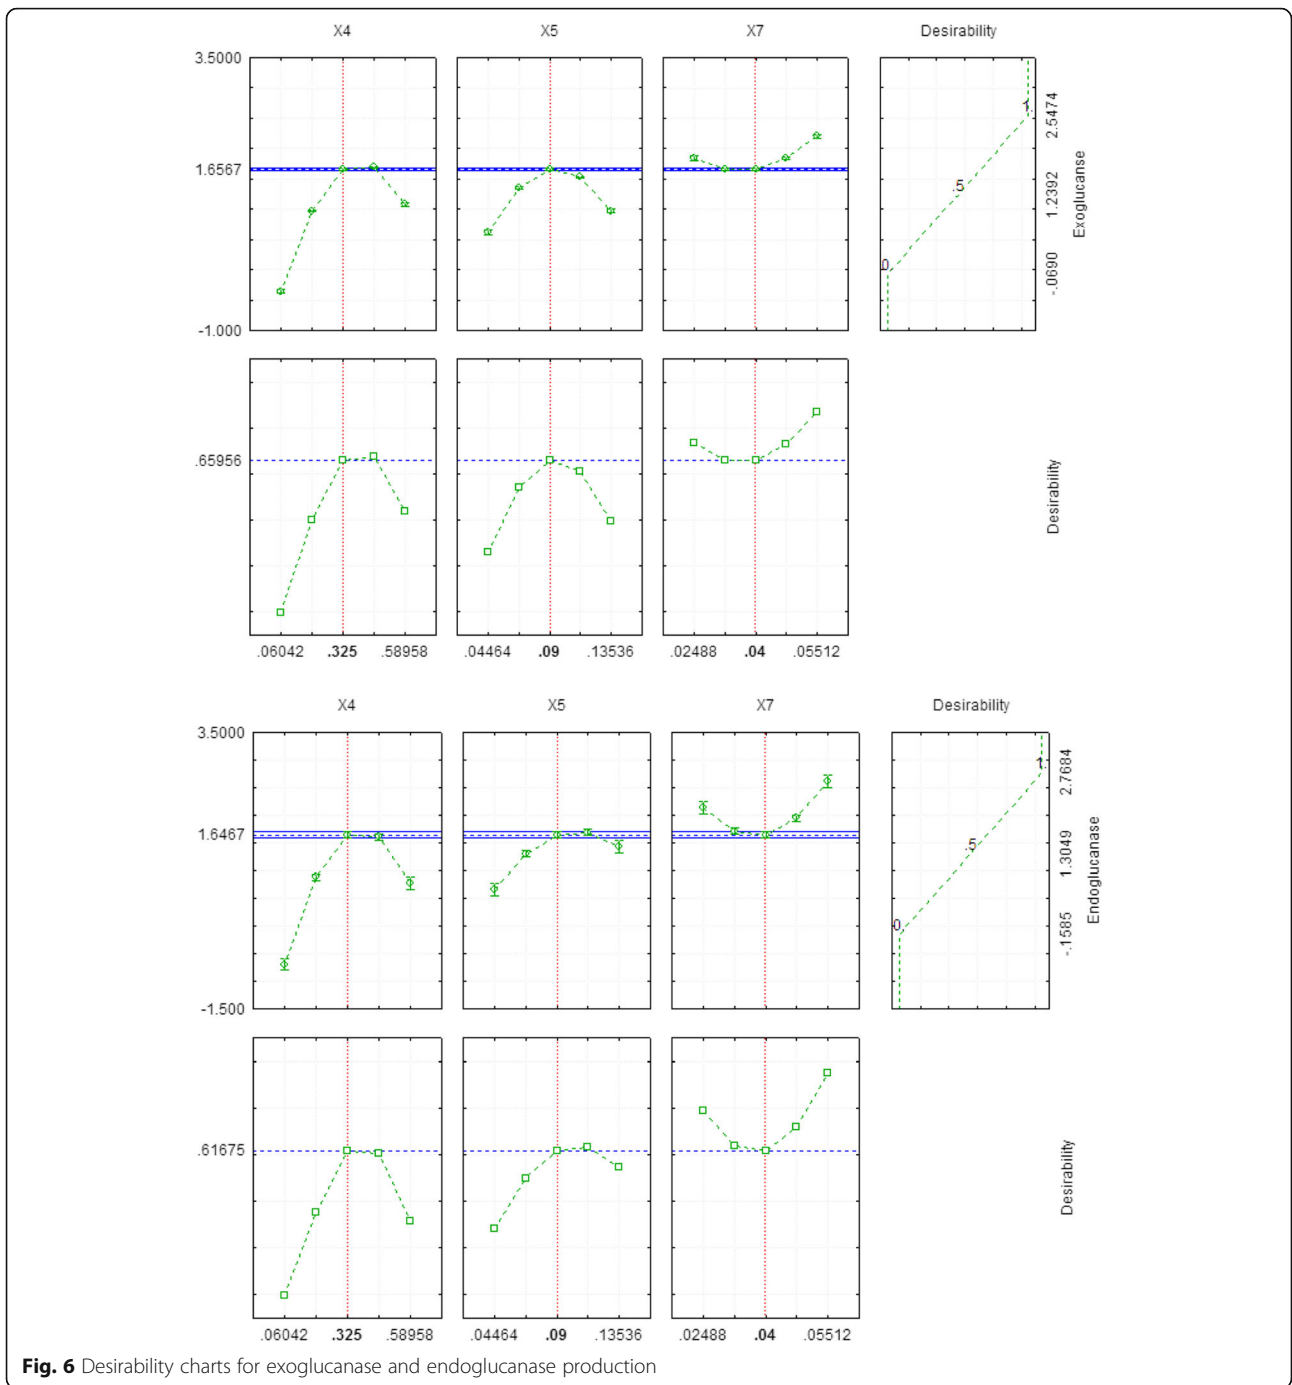 X4 X5 X7 Desirability
3.5000
1.6567
-1.000
1.
.5
0
-.0690 1.2392 2.5474
Exoglucanase
.65956
Desirability
.06042 .325 .58958 .04464 .09 .13536 .02488 .04 .05512
X4 X5 X7 Desirability
3.5000
1.6467
-1.500
1.
.5
0
-.1585 1.3049 2.7684
Endoglucanase
.61675
Desirability
.06042 .325 .58958 .04464 .09 .13536 .02488 .04 .05512
Fig. 6 Desirability charts for exoglucanase and endoglucanase production